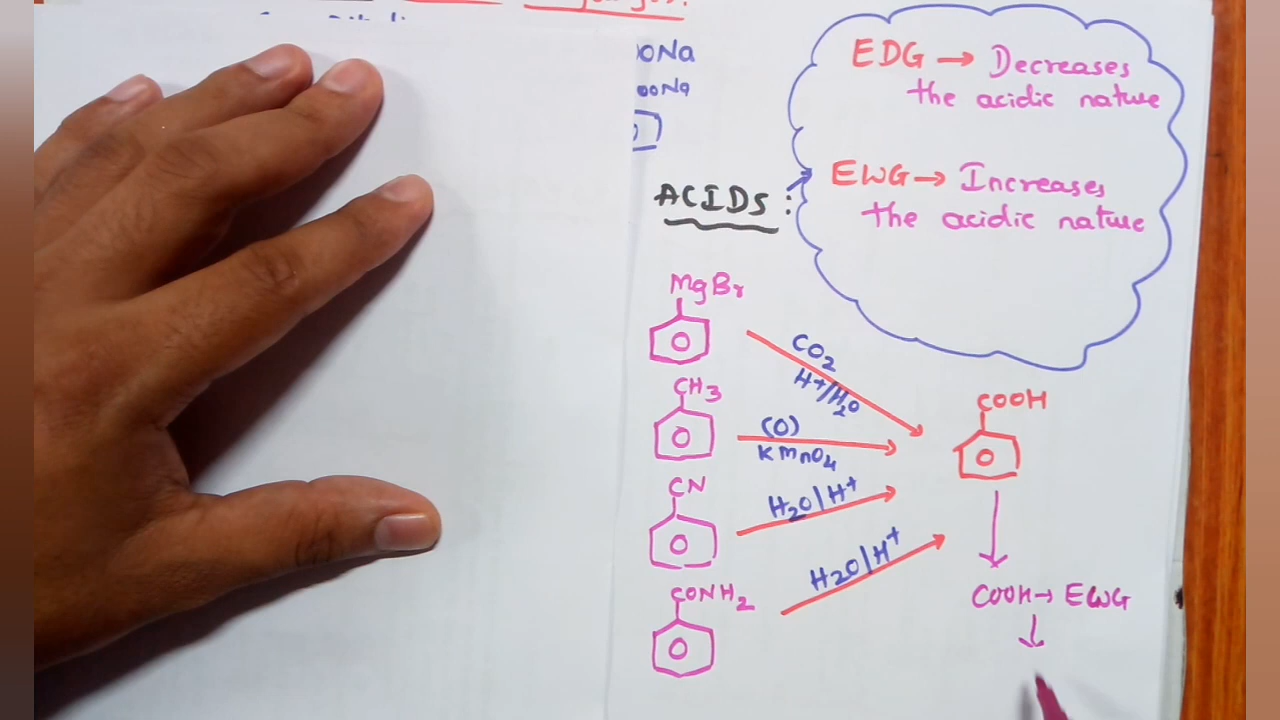 ONa
OONa
EDG → Decreases
the acidic nature
EWG → Increases
the acidic nature
ACIDS :
MgBr
CO2
H+/H2O
CH3
(O)
KMnO4
COOH
CN
H2O/H+
CONH2
H2O/H+
COOH → EWG